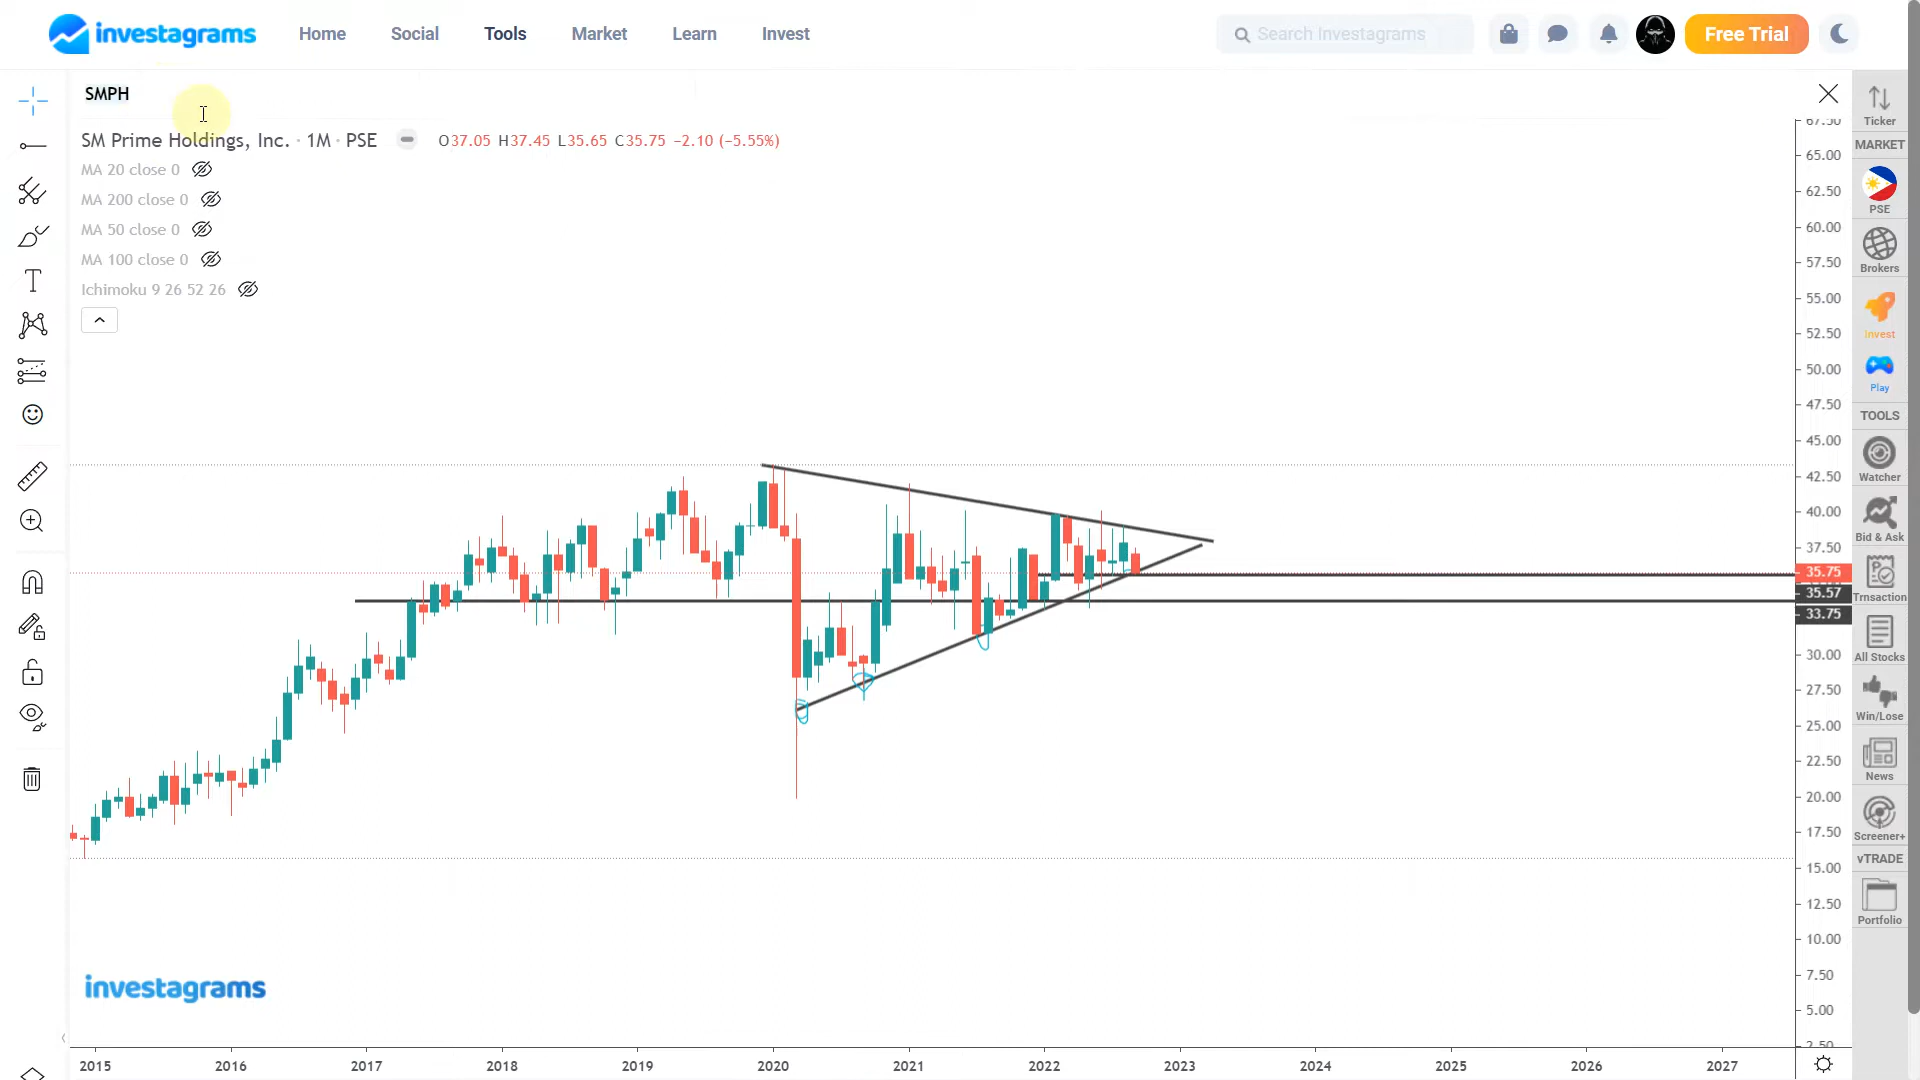 investagrams
Home
Social
Tools
Market
Learn
Invest
Search Investagrams
Free Trial
SMPH
SM Prime Holdings, Inc. · 1M · PSE
O37.05 H37.45 L35.65 C35.75 −2.10 (−5.55%)
MA 20 close 0
MA 200 close 0
MA 50 close 0
MA 100 close 0
Ichimoku 9 26 52 26
67.50
65.00
62.50
60.00
57.50
55.00
52.50
50.00
47.50
45.00
42.50
40.00
37.50
35.75
35.57
33.75
30.00
27.50
25.00
22.50
20.00
17.50
15.00
12.50
10.00
7.50
5.00
2.50
Ticker
MARKET
PSE
Brokers
Invest
Play
TOOLS
Watcher
Bid & Ask
Trnsaction
All Stocks
Win/Lose
News
Screener+
vTRADE
Portfolio
investagrams
2015
2016
2017
2018
2019
2020
2021
2022
2023
2024
2025
2026
2027